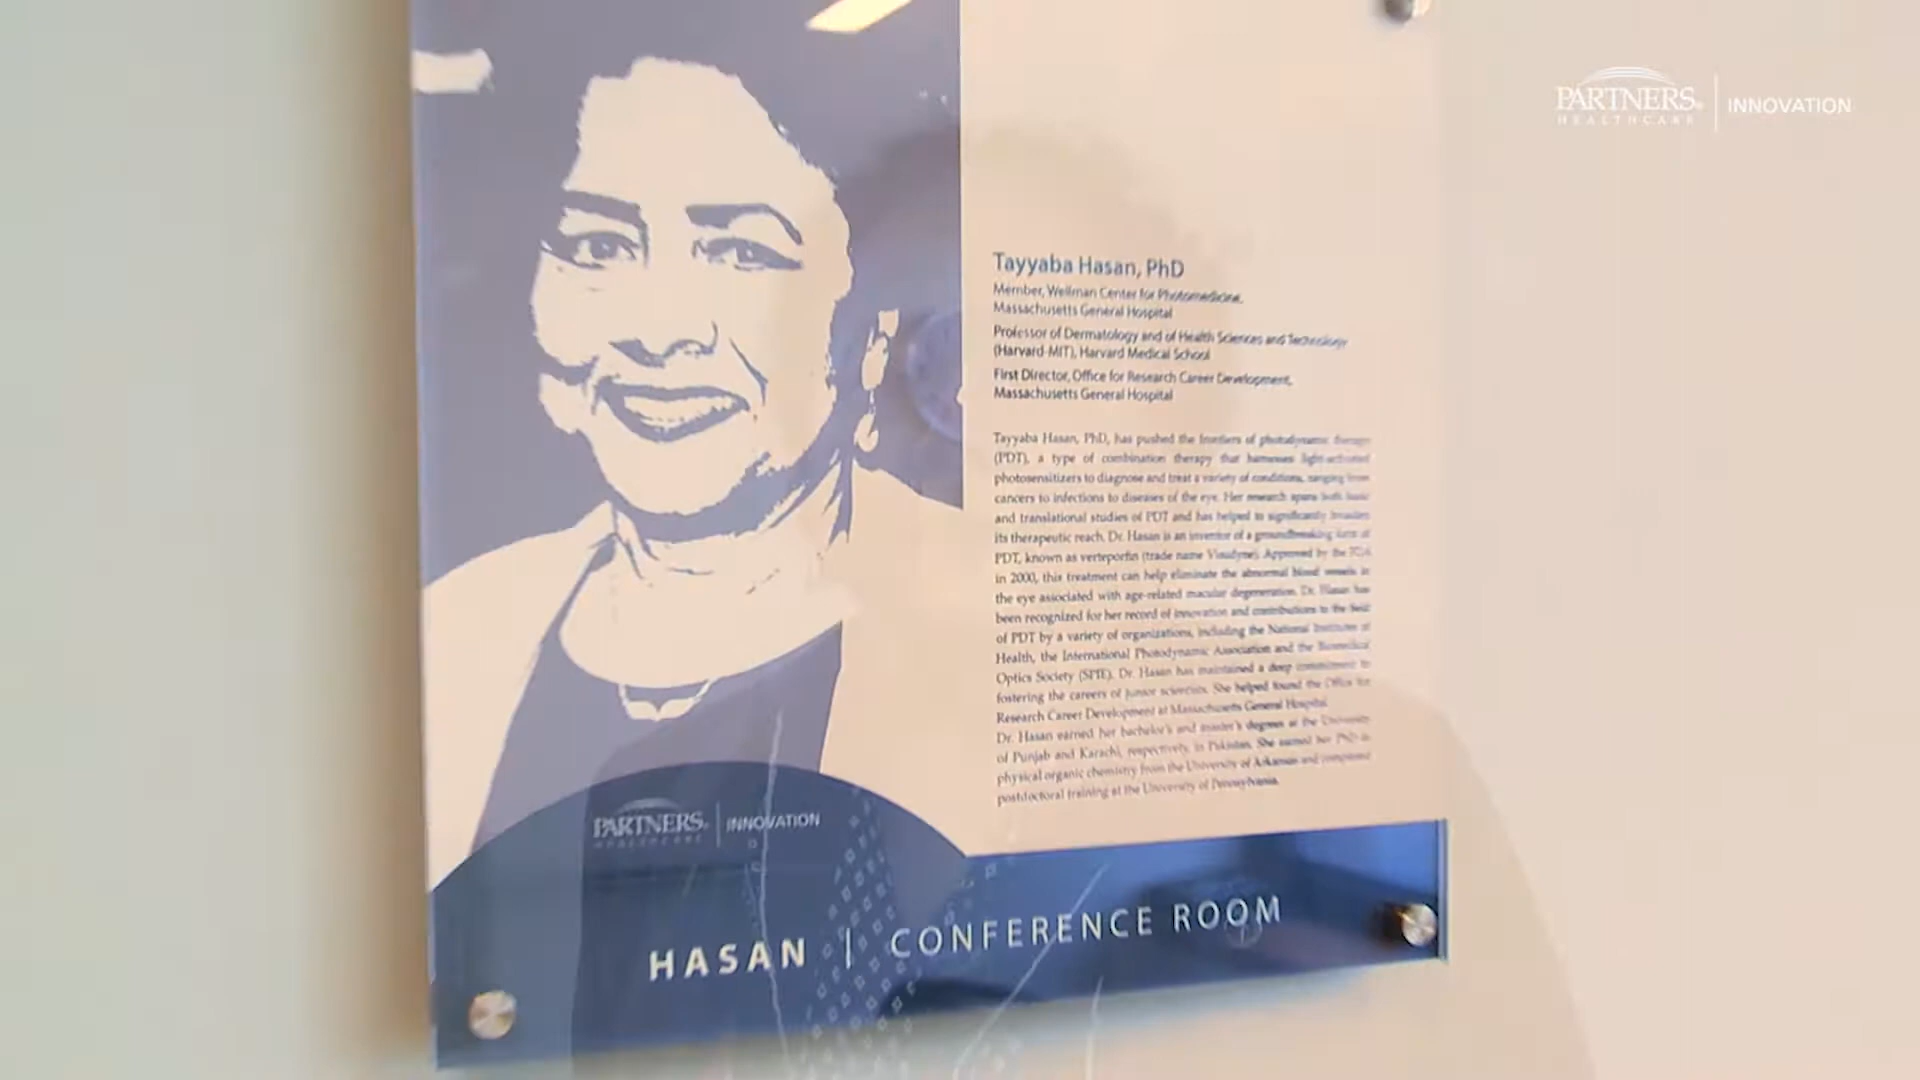 PARTNERS® | INNOVATION
HEALTHCARE
Tayyaba Hasan, PhD
Member, Wellman Center for Photomedicine,
Massachusetts General Hospital
Professor of Dermatology and of Health Sciences and Technology
(Harvard-MIT), Harvard Medical School
First Director, Office for Research Career Development,
Massachusetts General Hospital
Tayyaba Hasan, PhD, has pushed the frontiers of photodynamic therapy
(PDT), a type of combination therapy that harnesses light-activated
photosensitizers to diagnose and treat a variety of conditions, ranging from
cancers to infections to diseases of the eye. Her research spans both basic
and translational studies of PDT and has helped to significantly broaden
its therapeutic reach. Dr. Hasan is an inventor of a groundbreaking form of
PDT, known as verteporfin (trade name Visudyne). Approved by the FDA
in 2000, this treatment can help eliminate the abnormal blood vessels in
the eye associated with age-related macular degeneration. Dr. Hasan has
been recognized for her record of innovation and contributions to the field
of PDT by a variety of organizations, including the National Institutes of
Health, the International Photodynamic Association and the Biomedical
Optics Society (SPIE). Dr. Hasan has maintained a deep commitment to
fostering the careers of junior scientists. She helped found the Office for
Research Career Development at Massachusetts General Hospital.
Dr. Hasan earned her bachelor's and master's degrees at the University
of Punjab and Karachi, respectively, in Pakistan. She earned her PhD in
physical organic chemistry from the University of Arkansas and completed
postdoctoral training at the University of Pennsylvania.
PARTNERS® | INNOVATION
HEALTHCARE
HASAN | CONFERENCE ROOM